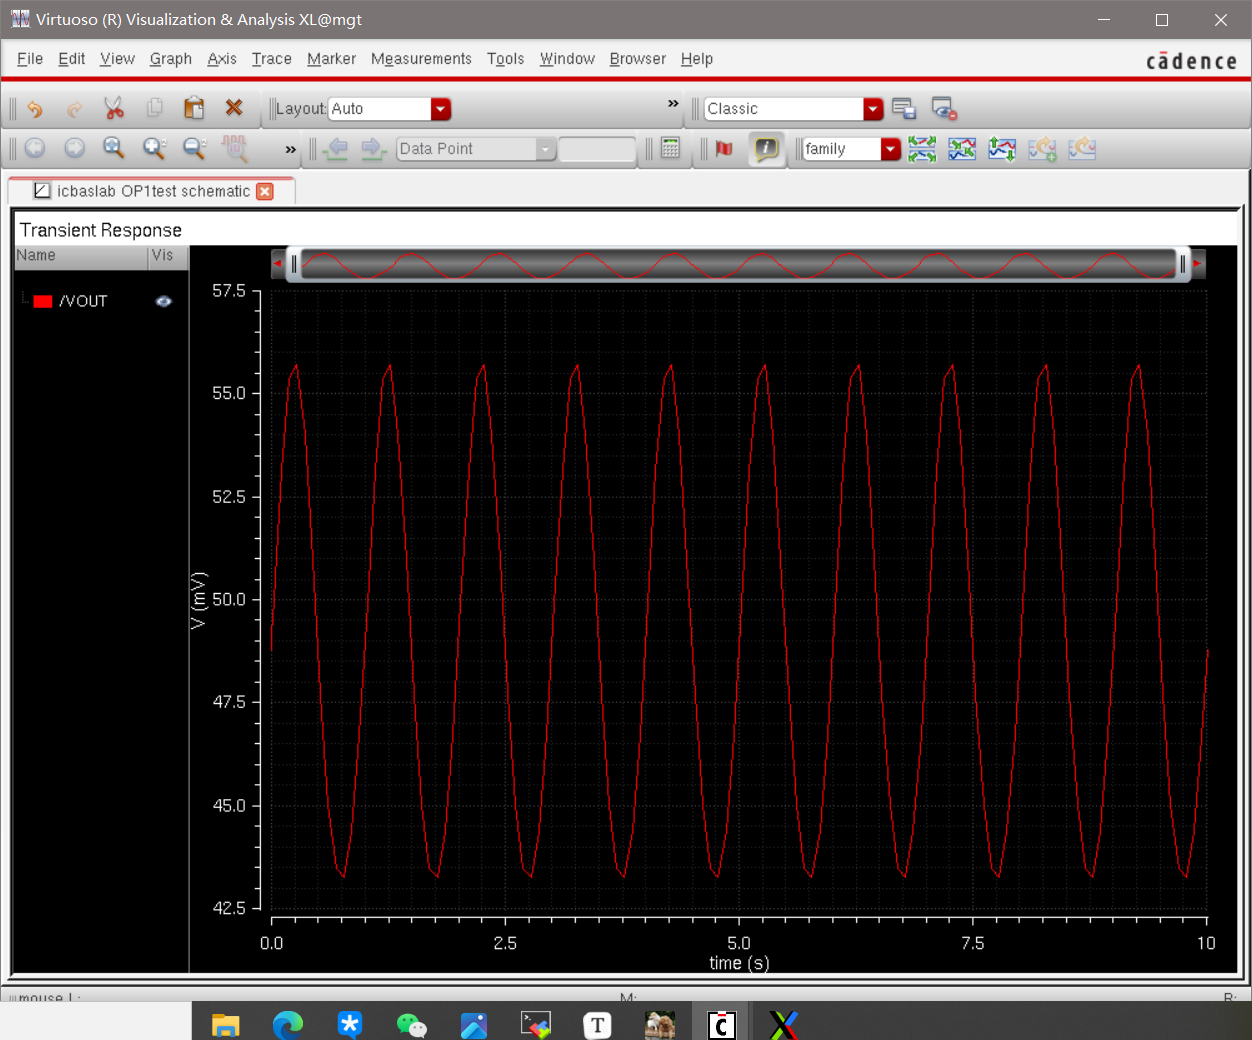 Virtuoso (R) Visualization & Analysis XL@mgt
File Edit View Graph Axis Trace Marker Measurements Tools Window Browser Help
cādence
Layout: Auto » Classic
» Data Point family
icbaslab OP1test schematic
Transient Response
Name Vis
/VOUT
57.5
55.0
52.5
50.0
47.5
45.0
42.5
V (mV)
0.0 2.5 5.0 7.5 10
time (s)
mouse L: M: R: